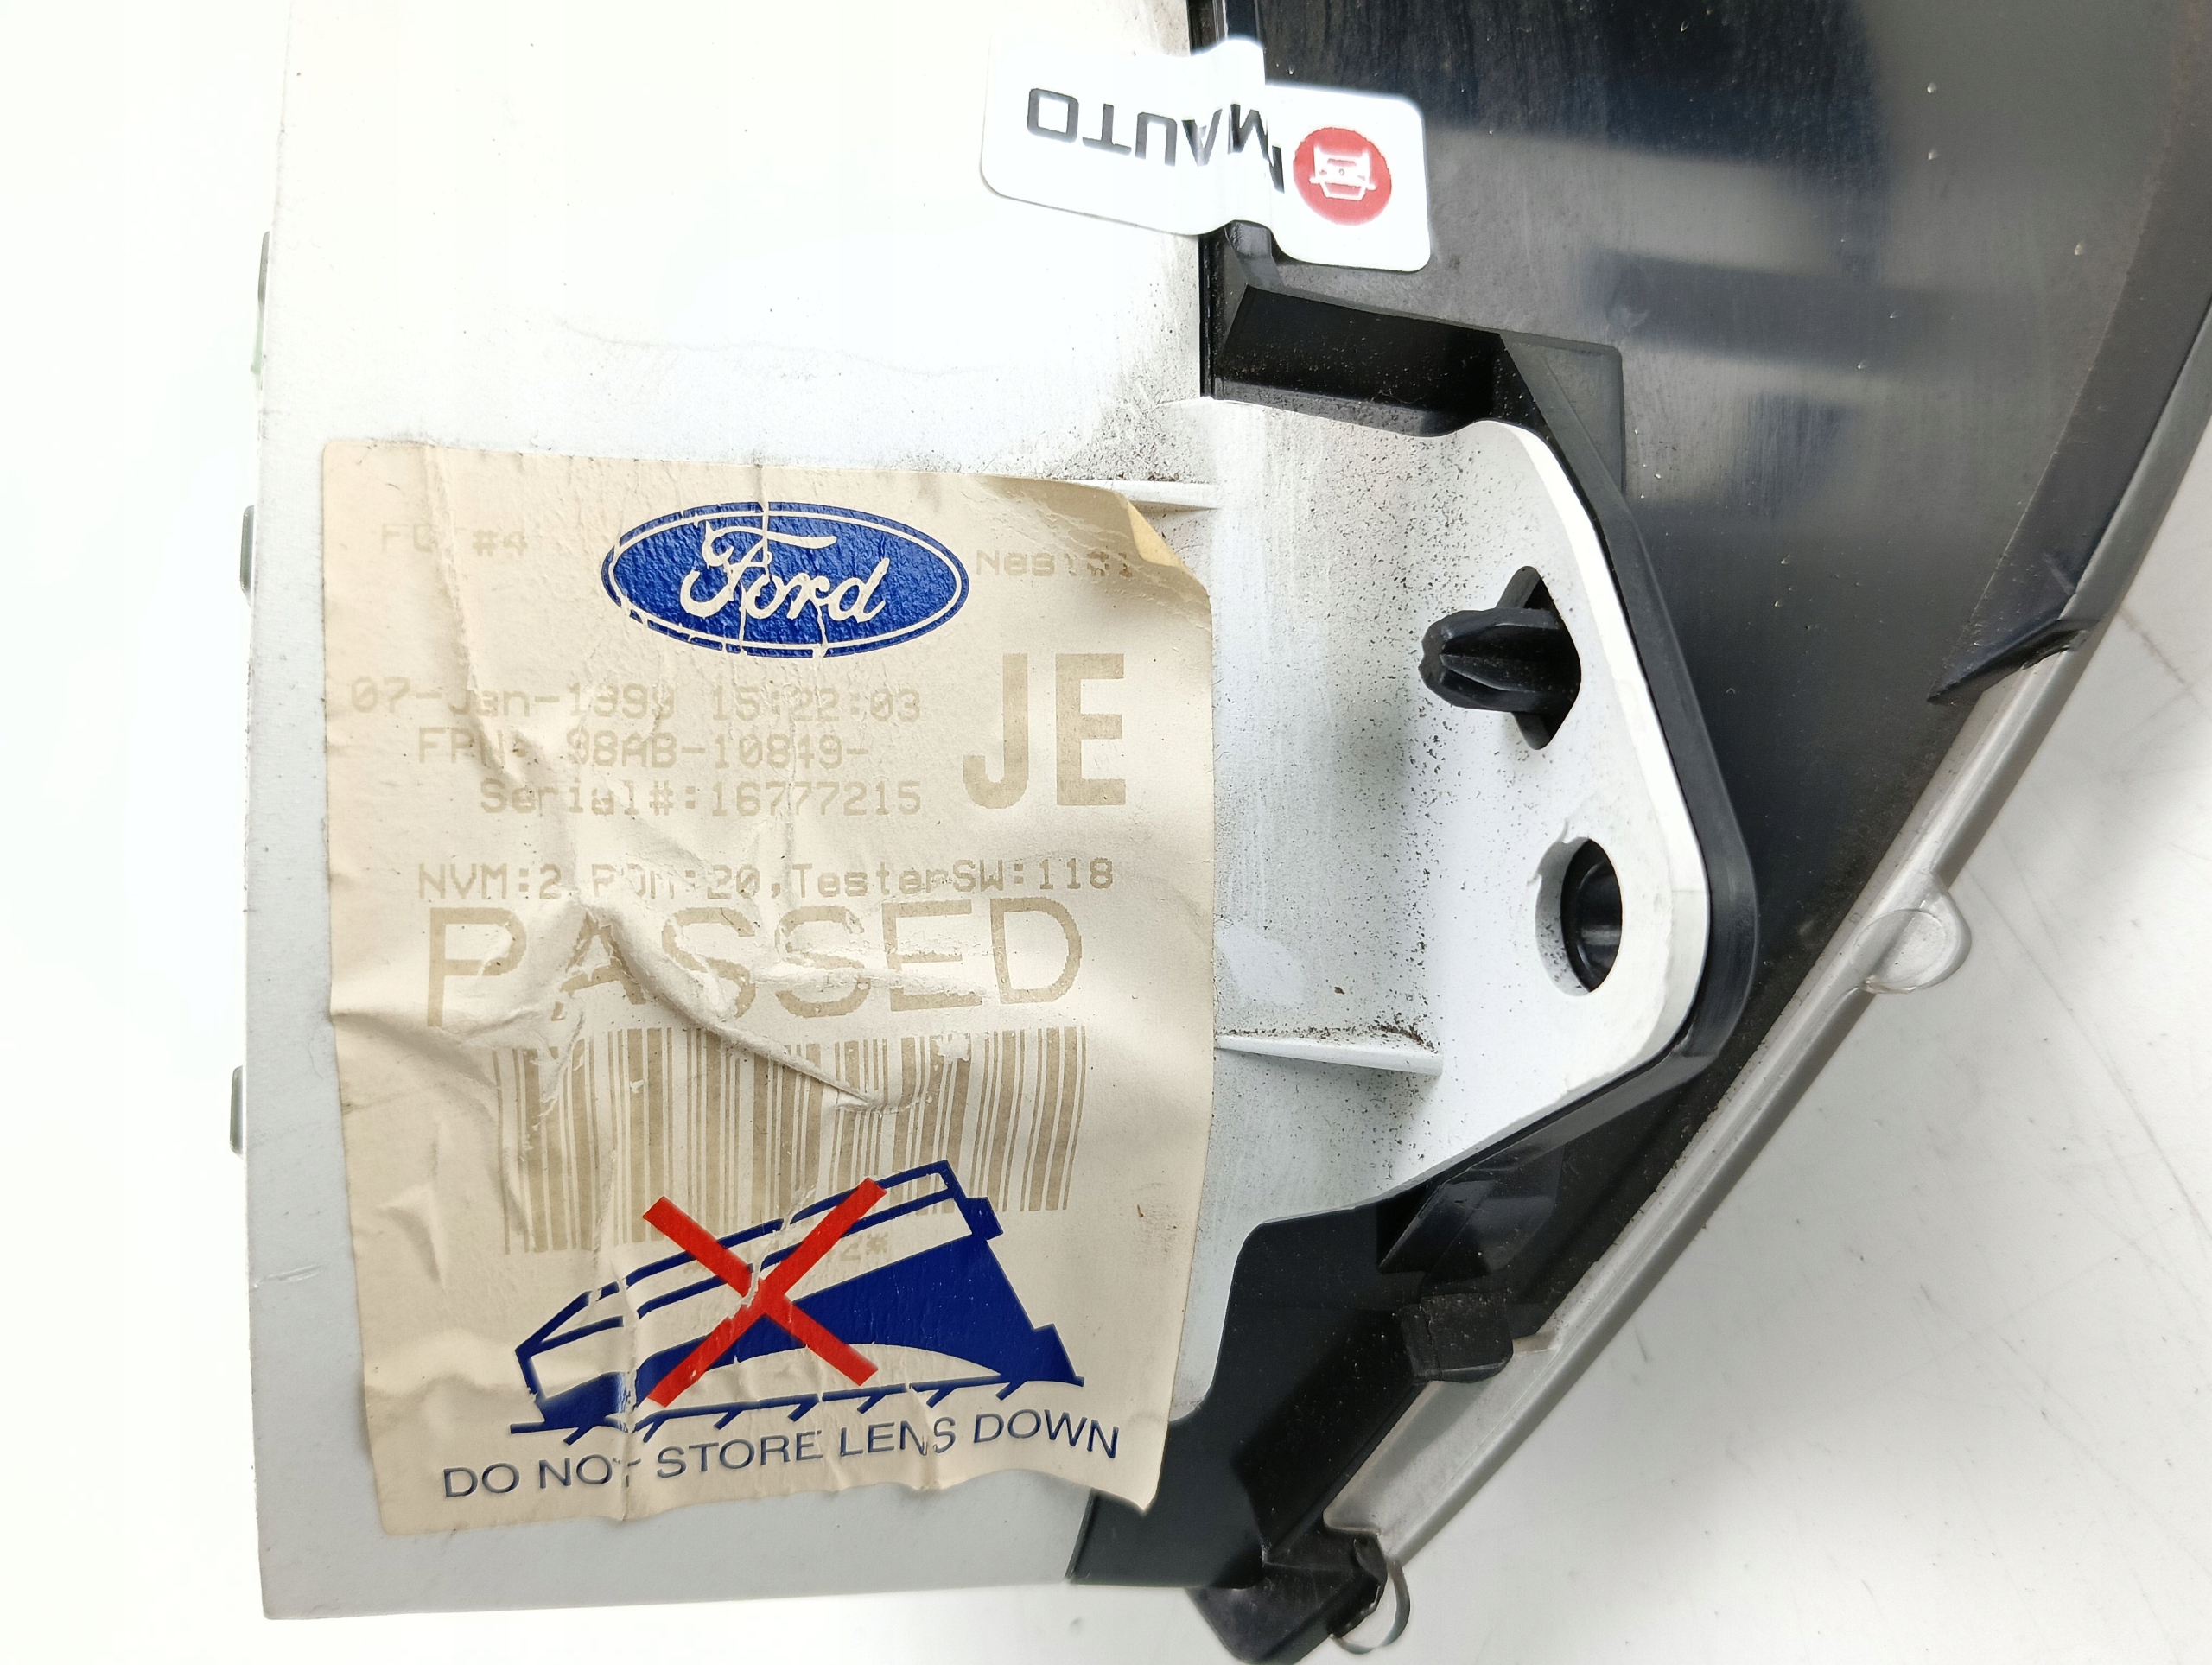 MAUTO
#4
Ford
07-Jan-1999 15:22:03
JE
98AB-10849-
Serial#:16777215
NVM:2, ROM:20,TesterSW:118
PASSED
DO NOT STORE LENS DOWN